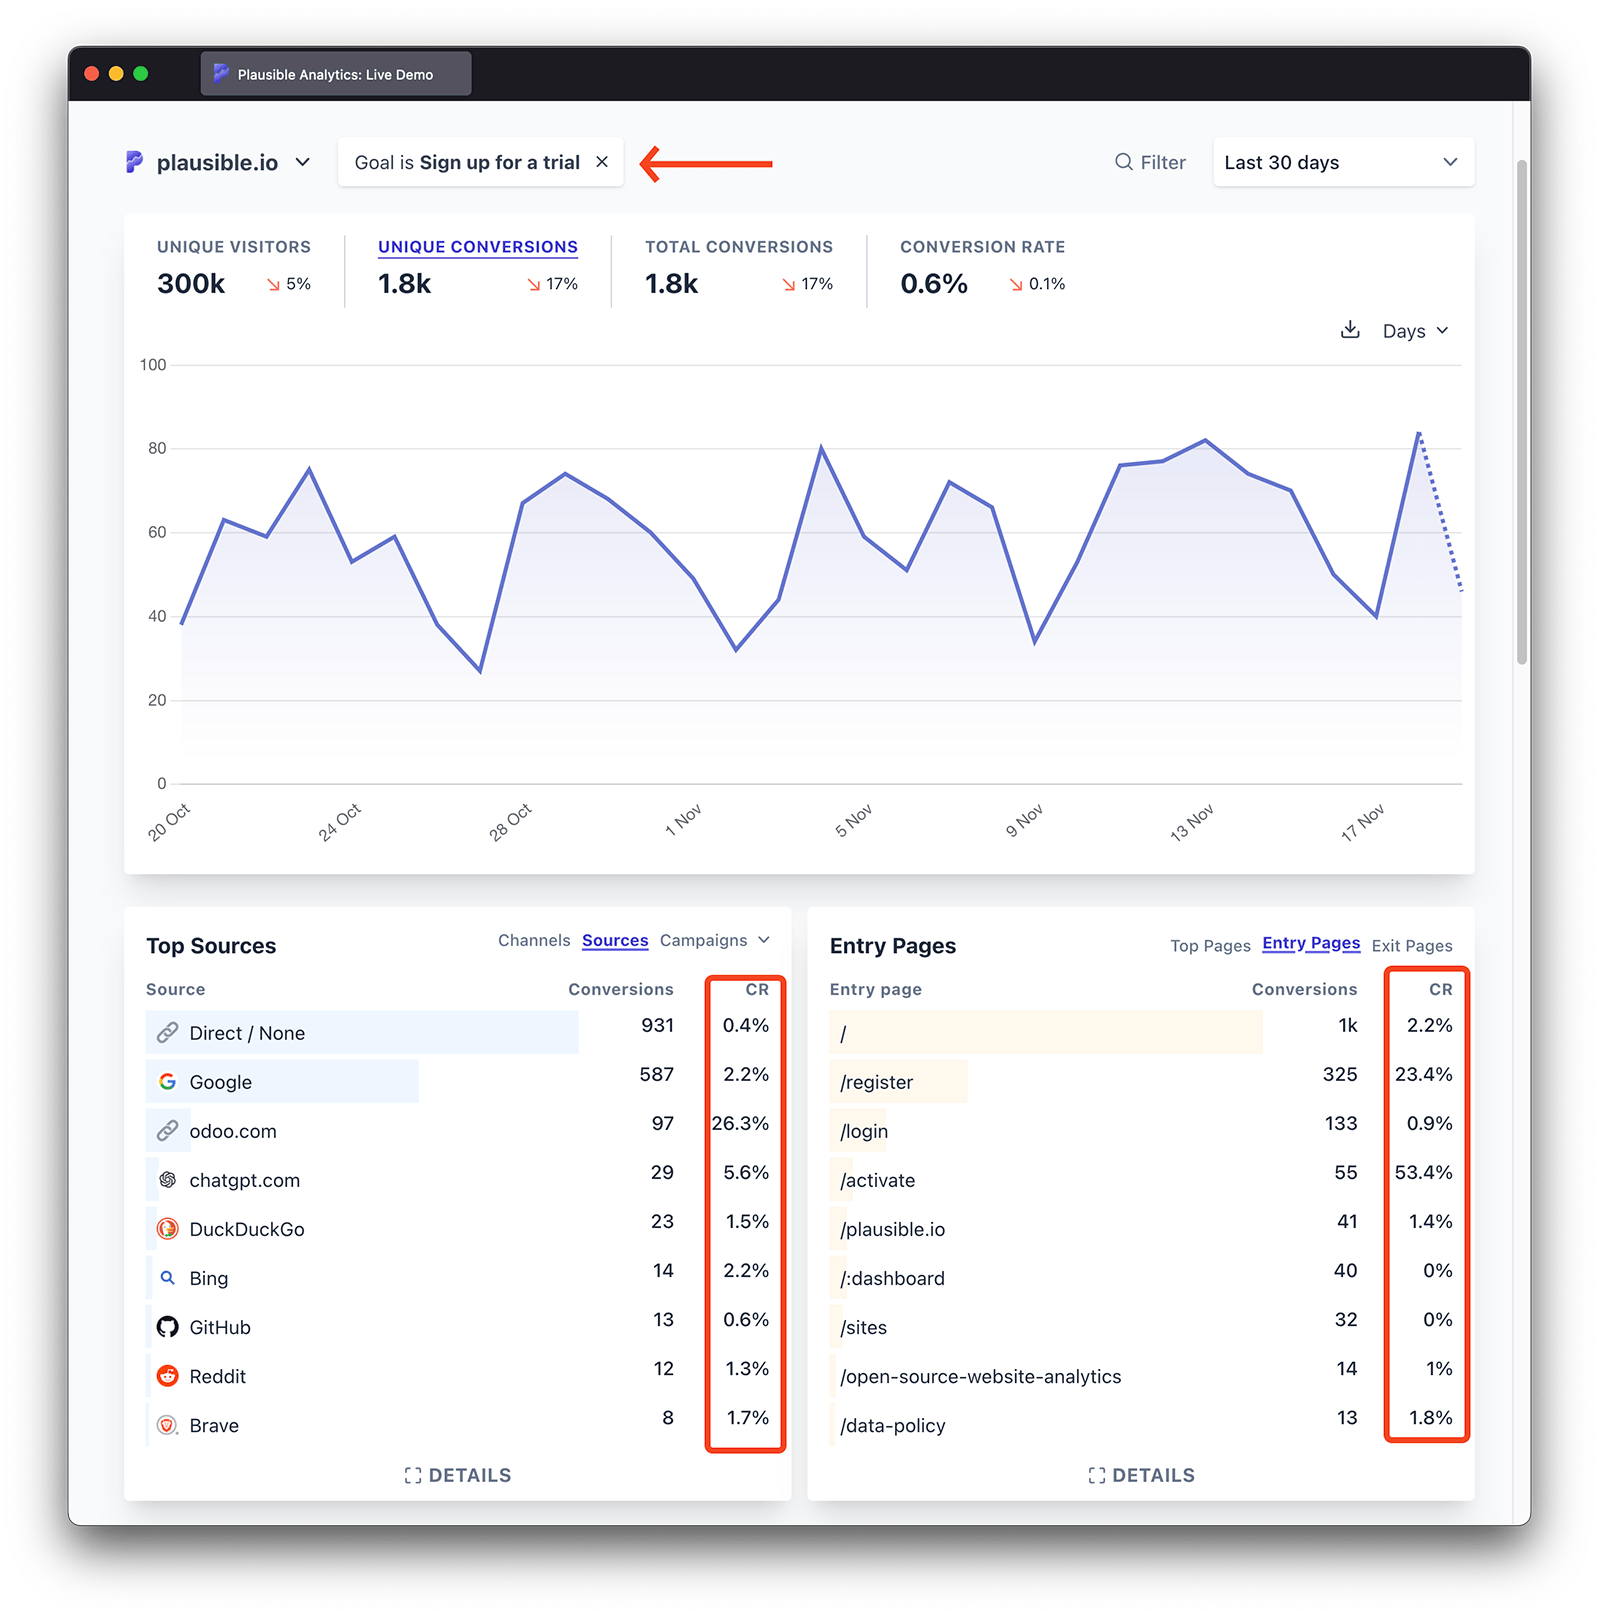 Plausible Analytics: Live Demo
plausible.io
Goal is Sign up for a trial
Filter
Last 30 days
UNIQUE VISITORS
300k 5%
UNIQUE CONVERSIONS
1.8k 17%
TOTAL CONVERSIONS
1.8k 17%
CONVERSION RATE
0.6% 0.1%
Days
100
80
60
40
20
0
20 Oct
24 Oct
28 Oct
1 Nov
5 Nov
9 Nov
13 Nov
17 Nov
Top Sources
Channels Sources Campaigns
Source Conversions CR
Direct / None 931 0.4%
Google 587 2.2%
odoo.com 97 26.3%
chatgpt.com 29 5.6%
DuckDuckGo 23 1.5%
Bing 14 2.2%
GitHub 13 0.6%
Reddit 12 1.3%
Brave 8 1.7%
DETAILS
Entry Pages
Top Pages Entry Pages Exit Pages
Entry page Conversions CR
/ 1k 2.2%
/register 325 23.4%
/login 133 0.9%
/activate 55 53.4%
/plausible.io 41 1.4%
/:dashboard 40 0%
/sites 32 0%
/open-source-website-analytics 14 1%
/data-policy 13 1.8%
DETAILS